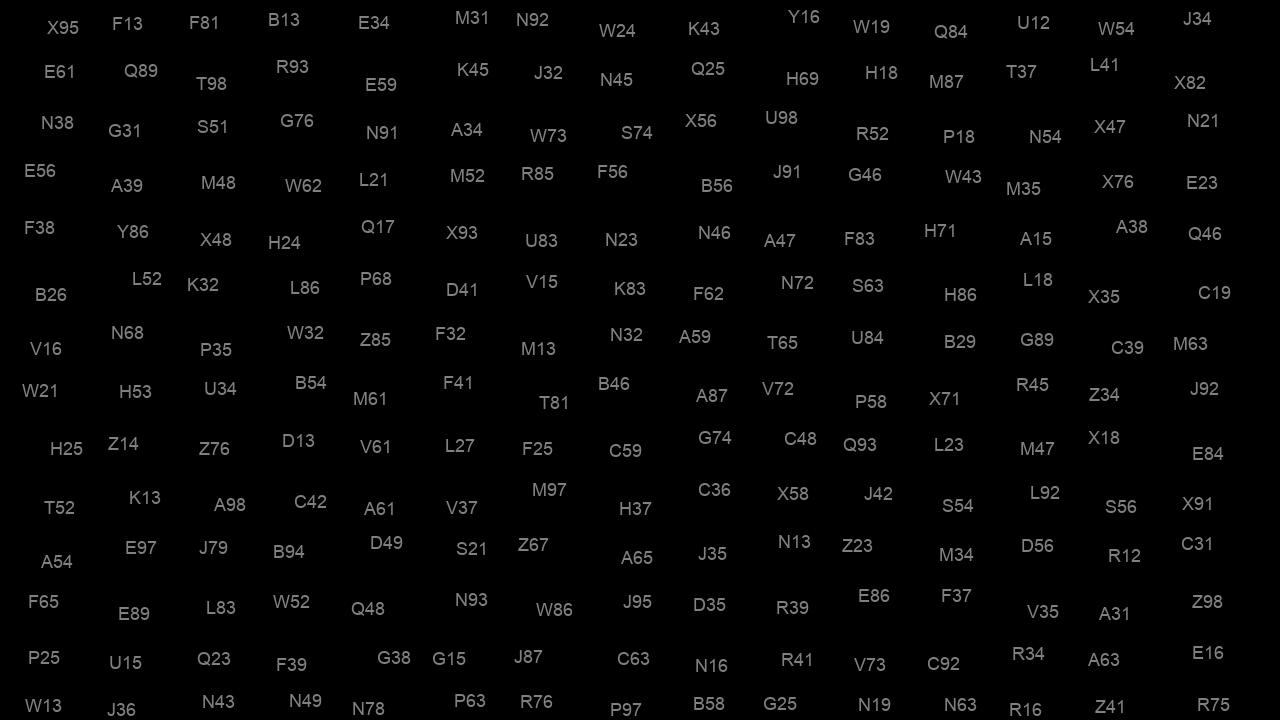 X95 F13 F81 B13 E34 M31 N92 W24 K43 Y16 W19 Q84 U12 W54 J34
E61 Q89 T98 R93 E59 K45 J32 N45 Q25 H69 H18 M87 T37 L41 X82
N38 G31 S51 G76 N91 A34 W73 S74 X56 U98 R52 P18 N54 X47 N21
E56 A39 M48 W62 L21 M52 R85 F56 B56 J91 G46 W43 M35 X76 E23
F38 Y86 X48 H24 Q17 X93 U83 N23 N46 A47 F83 H71 A15 A38 Q46
B26 L52 K32 L86 P68 D41 V15 K83 F62 N72 S63 H86 L18 X35 C19
V16 N68 P35 W32 Z85 F32 M13 N32 A59 T65 U84 B29 G89 C39 M63
W21 H53 U34 B54 M61 F41 T81 B46 A87 V72 P58 X71 R45 Z34 J92
H25 Z14 Z76 D13 V61 L27 F25 C59 G74 C48 Q93 L23 M47 X18 E84
T52 K13 A98 C42 A61 V37 M97 H37 C36 X58 J42 S54 L92 S56 X91
A54 E97 J79 B94 D49 S21 Z67 A65 J35 N13 Z23 M34 D56 R12 C31
F65 E89 L83 W52 Q48 N93 W86 J95 D35 R39 E86 F37 V35 A31 Z98
P25 U15 Q23 F39 G38 G15 J87 C63 N16 R41 V73 C92 R34 A63 E16
W13 J36 N43 N49 N78 P63 R76 P97 B58 G25 N19 N63 R16 Z41 R75